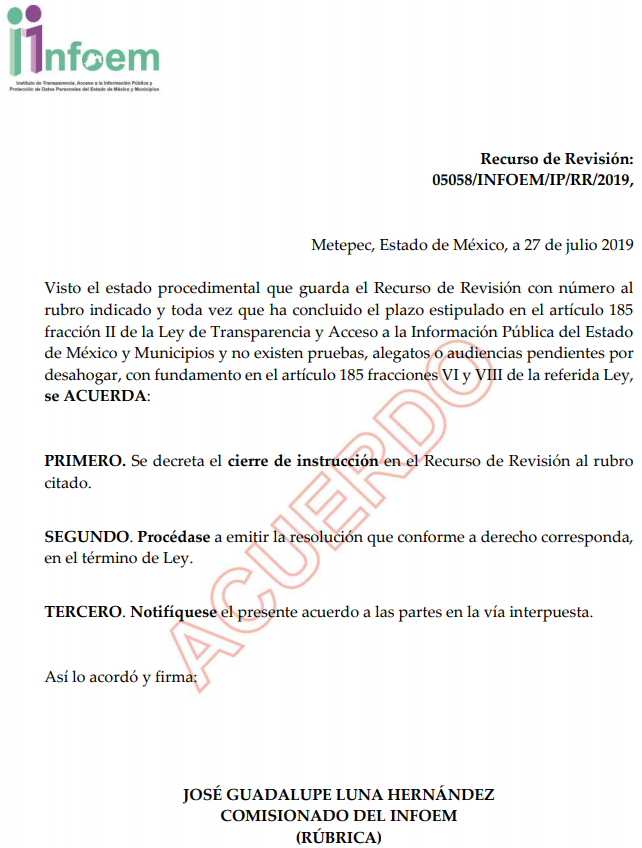 infoem
Instituto de Transparencia, Acceso a la Información Pública y
Protección de Datos Personales del Estado de México y Municipios
Recurso de Revisión:
05058/INFOEM/IP/RR/2019,
Metepec, Estado de México, a 27 de julio 2019
Visto el estado procedimental que guarda el Recurso de Revisión con número al
rubro indicado y toda vez que ha concluido el plazo estipulado en el artículo 185
fracción II de la Ley de Transparencia y Acceso a la Información Pública del Estado
de México y Municipios y no existen pruebas, alegatos o audiencias pendientes por
desahogar, con fundamento en el artículo 185 fracciones VI y VIII de la referida Ley,
se ACUERDA:
PRIMERO. Se decreta el cierre de instrucción en el Recurso de Revisión al rubro
citado.
SEGUNDO. Procédase a emitir la resolución que conforme a derecho corresponda,
en el término de Ley.
TERCERO. Notifíquese el presente acuerdo a las partes en la vía interpuesta.
Así lo acordó y firma:
ACUERDO
JOSÉ GUADALUPE LUNA HERNÁNDEZ
COMISIONADO DEL INFOEM
(RÚBRICA)